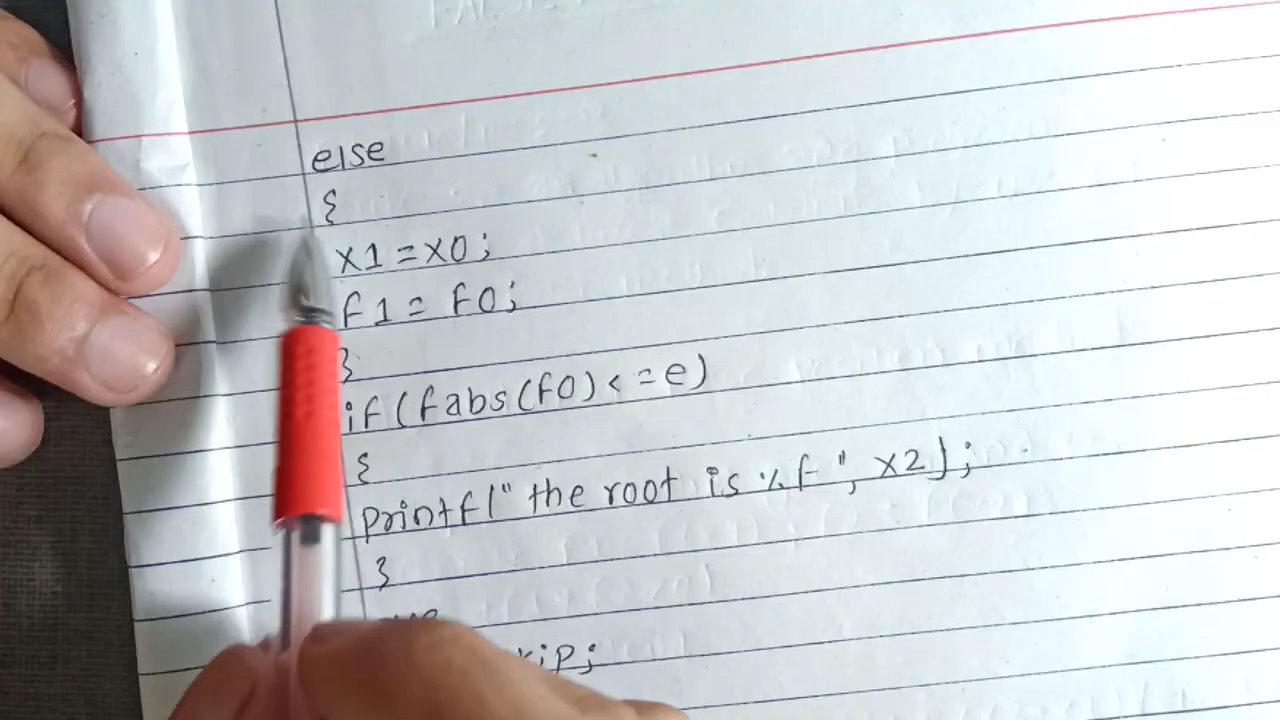 else
{
x1=x0;
f1= f0;
}
if(fabs(f0)<=e)
{
printf(" the root is %f", x2);
}